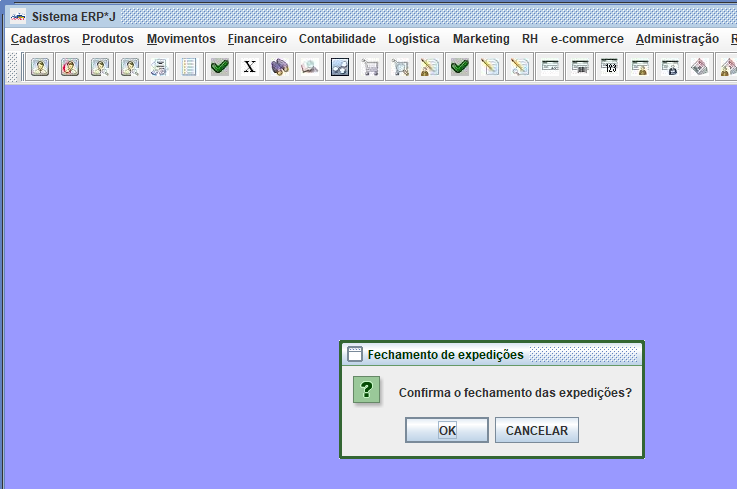 Sistema ERP*J
Cadastros Produtos Movimentos Financeiro Contabilidade Logística Marketing RH e-commerce Administração
X 123
Fechamento de expedições
? Confirma o fechamento das expedições?
OK CANCELAR